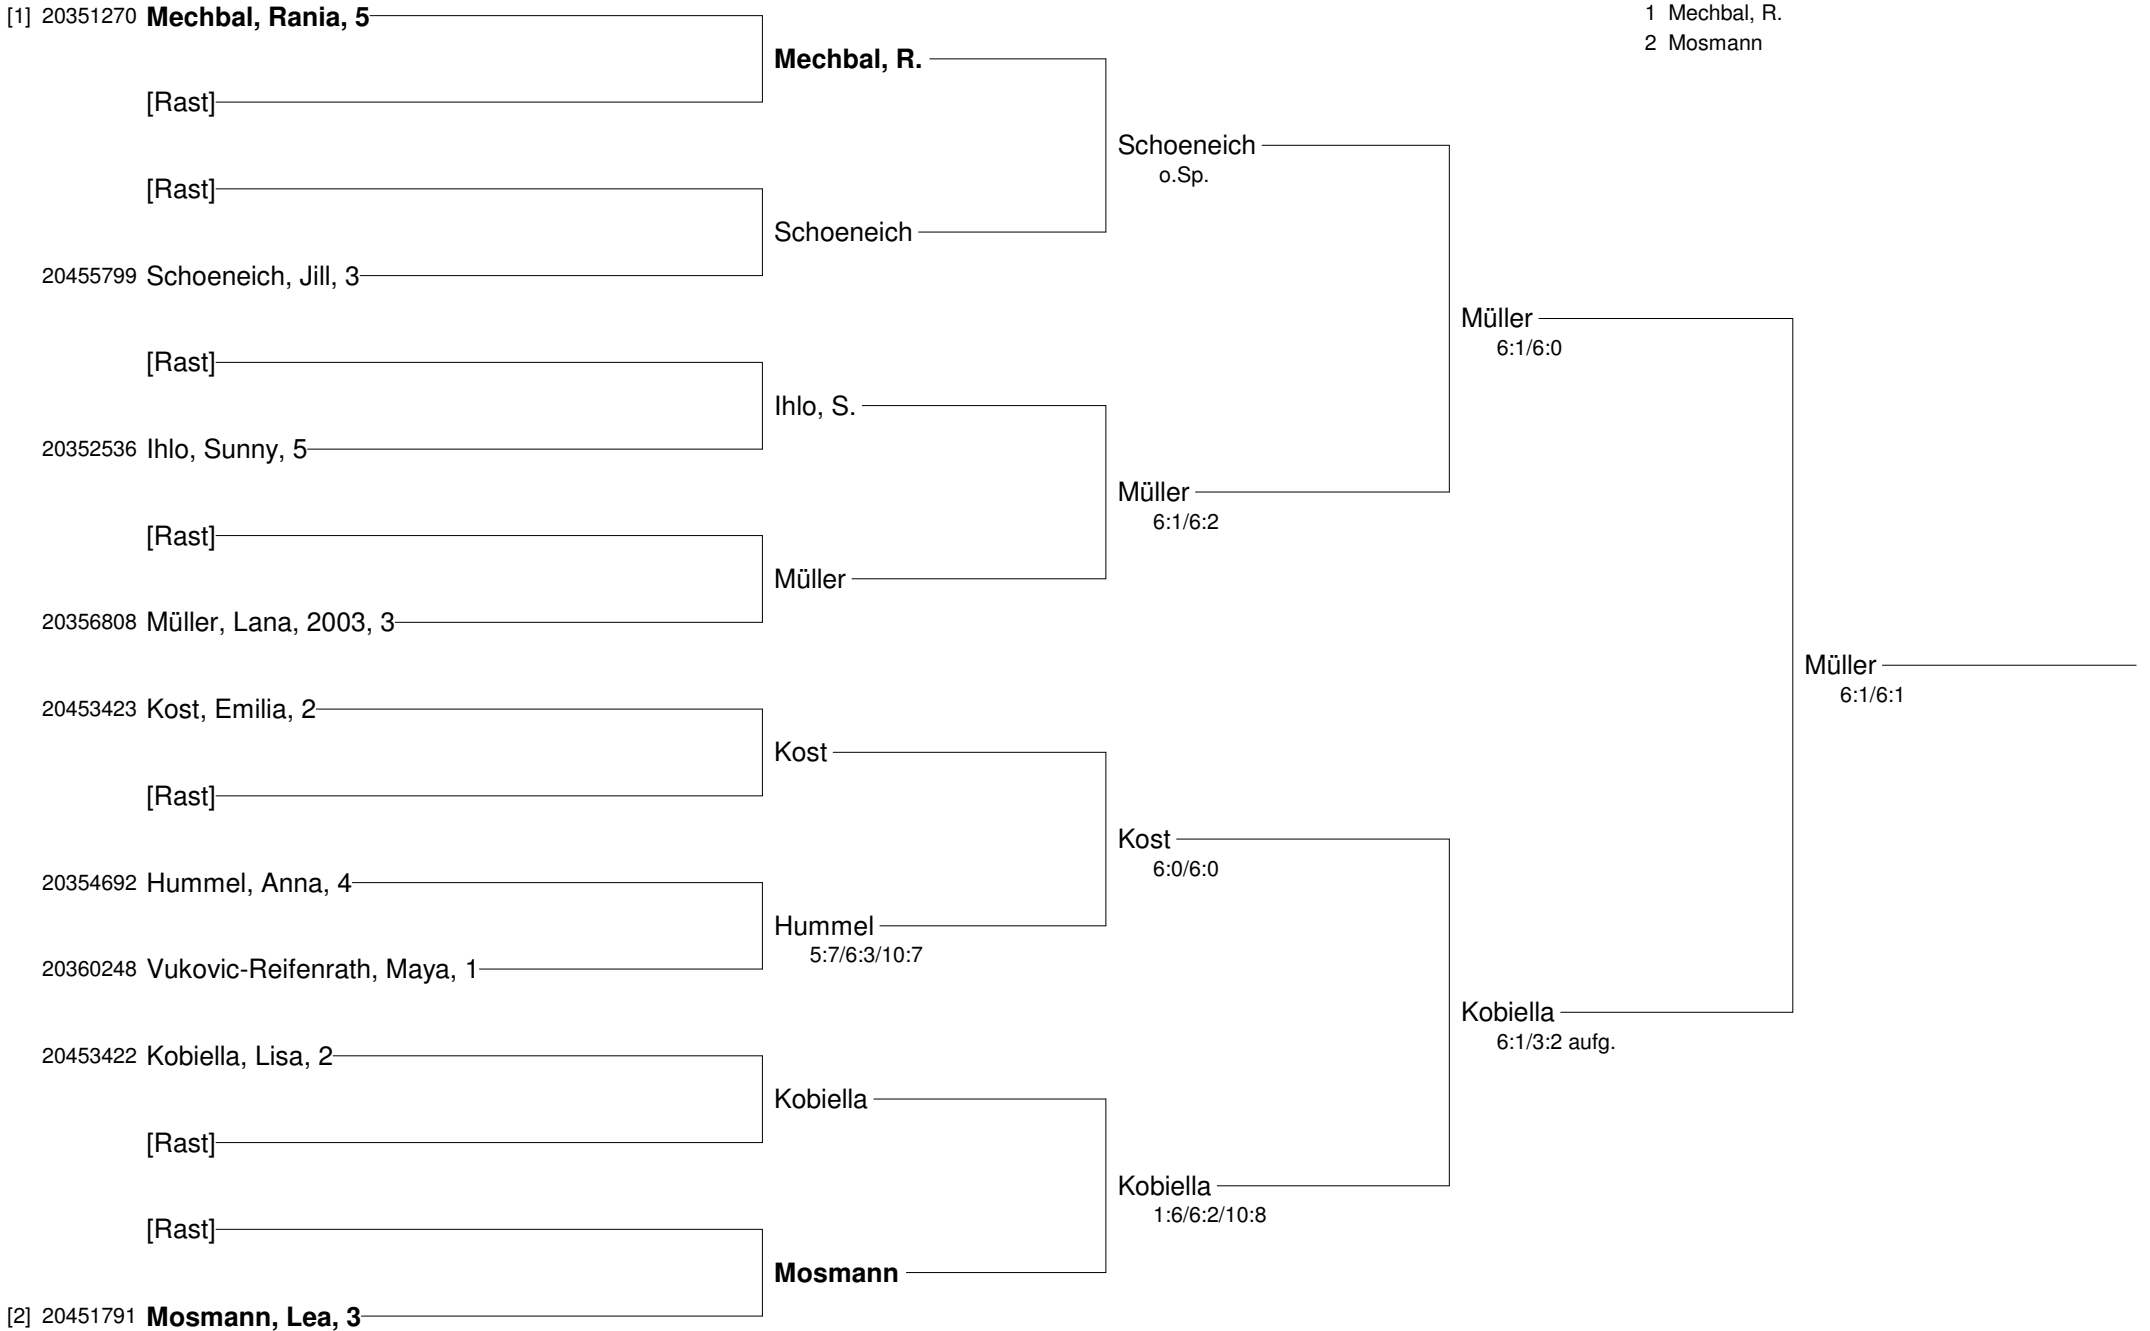 [1] 20351270 Mechbal, Rania, 5
1 Mechbal, R.
2 Mosmann
Mechbal, R.
[Rast]
Schoeneich
o.Sp.
[Rast]
Schoeneich
20455799 Schoeneich, Jill, 3
Müller
6:1/6:0
[Rast]
Ihlo, S.
20352536 Ihlo, Sunny, 5
Müller
6:1/6:2
[Rast]
Müller
20356808 Müller, Lana, 2003, 3
Müller
6:1/6:1
20453423 Kost, Emilia, 2
Kost
[Rast]
Kost
6:0/6:0
20354692 Hummel, Anna, 4
Hummel
5:7/6:3/10:7
20360248 Vukovic-Reifenrath, Maya, 1
Kobiella
6:1/3:2 aufg.
20453422 Kobiella, Lisa, 2
Kobiella
[Rast]
Kobiella
1:6/6:2/10:8
[Rast]
Mosmann
[2] 20451791 Mosmann, Lea, 3